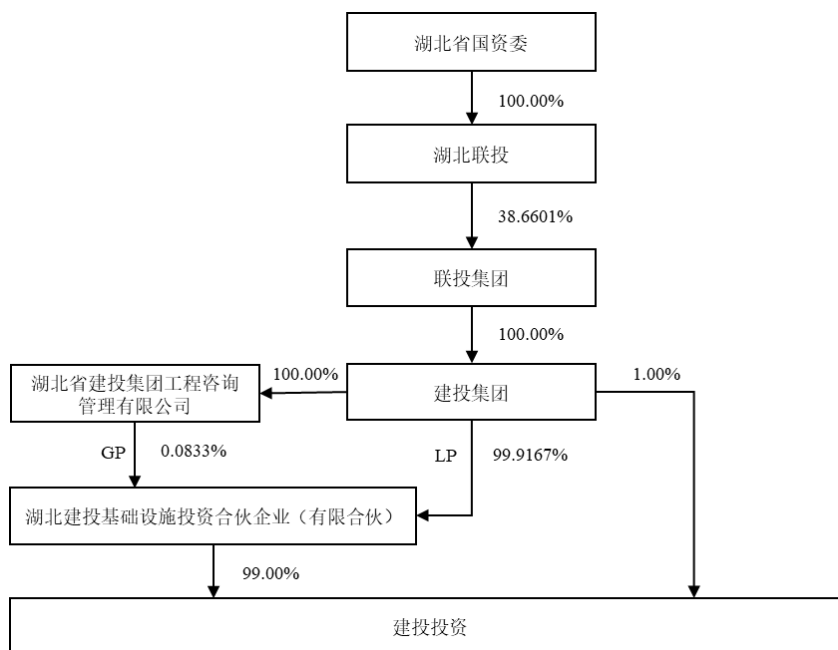 湖北省国资委
100.00%
湖北联投
38.6601%
联投集团
100.00%
湖北省建投集团工程咨询
管理有限公司
100.00%
建投集团
1.00%
GP
0.0833%
LP
99.9167%
湖北建投基础设施投资合伙企业（有限合伙）
99.00%
建投投资